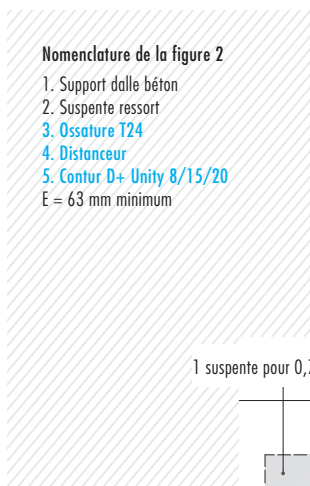 Nomenclature de la figure 2
1. Support dalle béton
2. Suspente ressort
3. Ossature T24
4. Distanceur
5. Contur D+ Unity 8/15/20
E = 63 mm minimum
1 suspente pour 0,